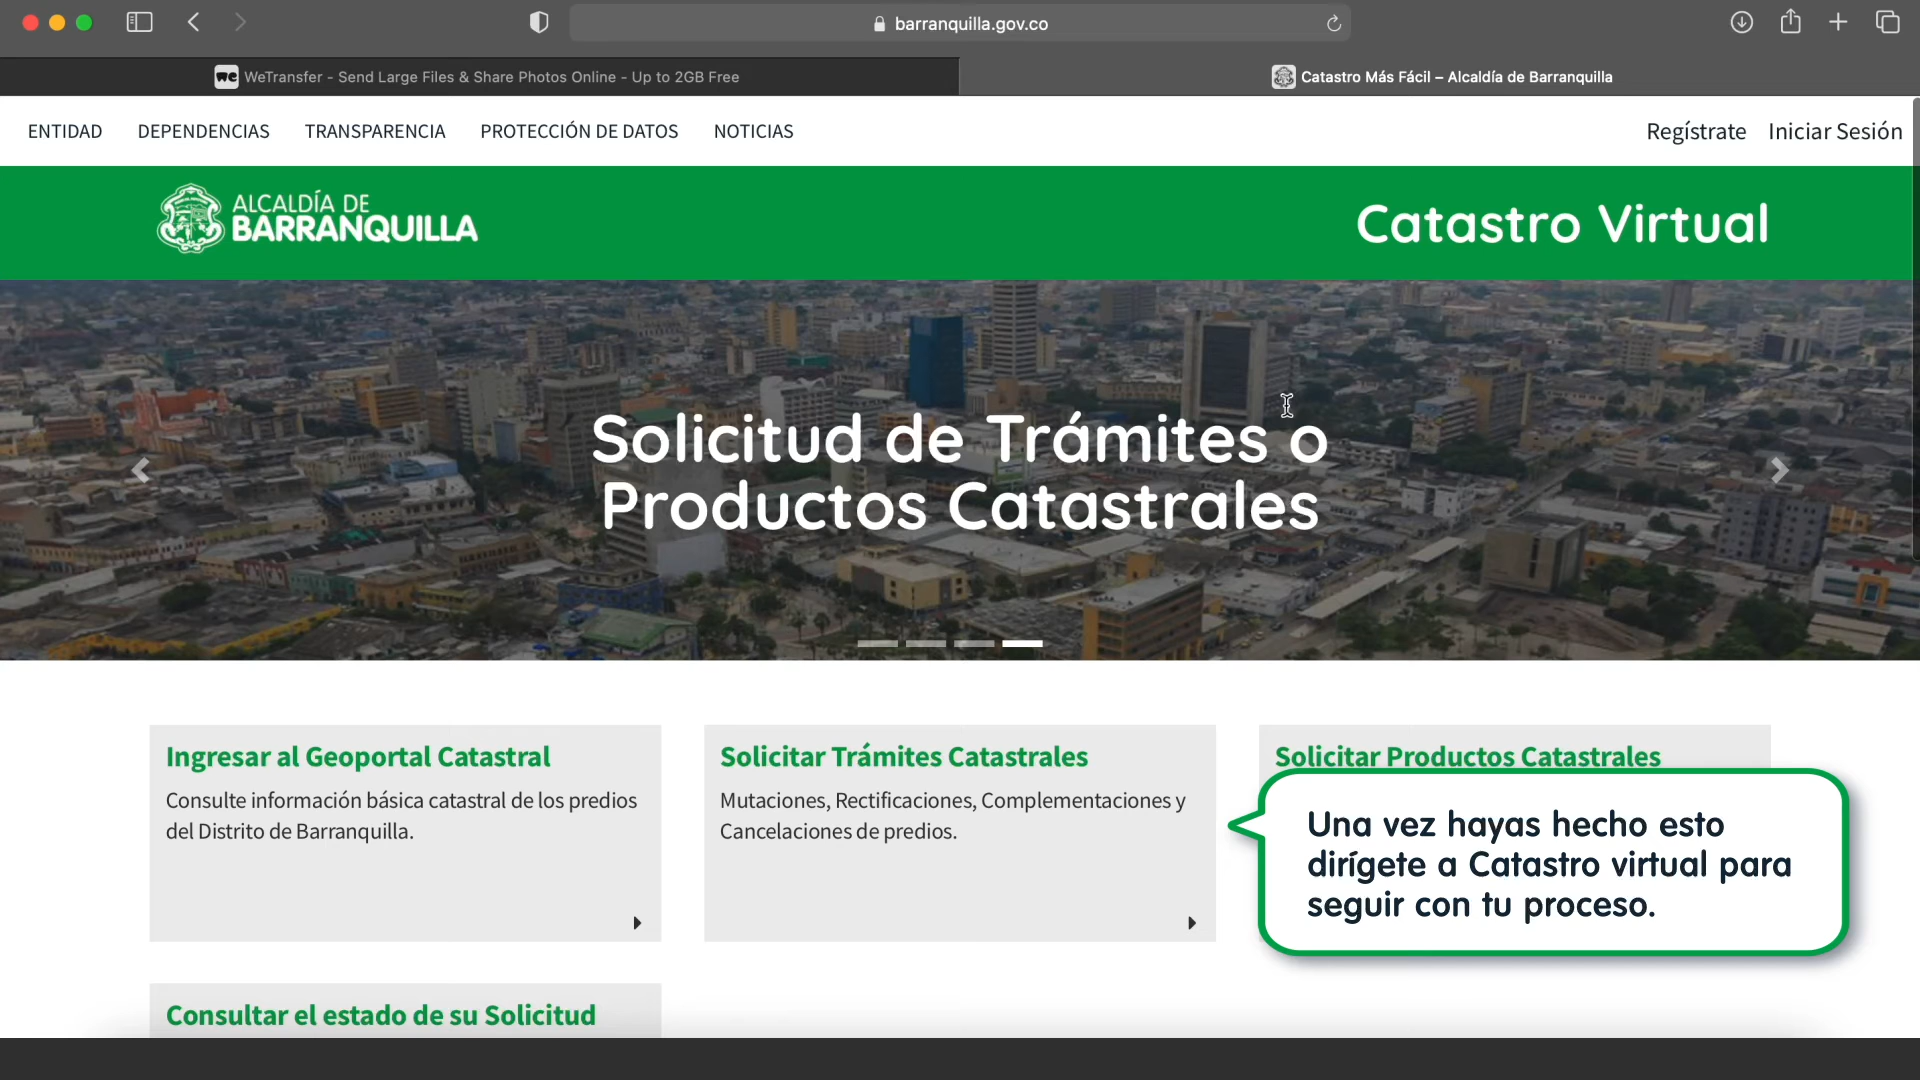 barranquilla.gov.co
WeTransfer - Send Large Files & Share Photos Online - Up to 2GB Free
Catastro Más Fácil – Alcaldía de Barranquilla
ENTIDAD DEPENDENCIAS TRANSPARENCIA PROTECCIÓN DE DATOS NOTICIAS
Regístrate Iniciar Sesión
ALCALDÍA DE
BARRANQUILLA
Catastro Virtual
Solicitud de Trámites o
Productos Catastrales
Ingresar al Geoportal Catastral
Consulte información básica catastral de los predios
del Distrito de Barranquilla.
Solicitar Trámites Catastrales
Mutaciones, Rectificaciones, Complementaciones y
Cancelaciones de predios.
Solicitar Productos Catastrales
Una vez hayas hecho esto
dirígete a Catastro virtual para
seguir con tu proceso.
Consultar el estado de su Solicitud